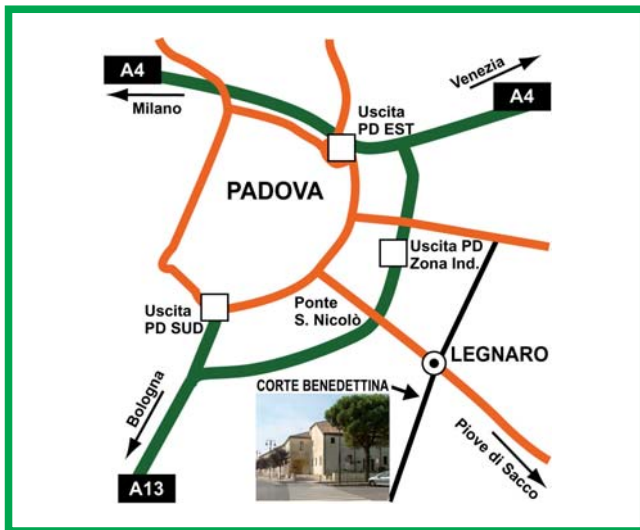 A4
Milano
Venezia
A4
Uscita
PD EST
PADOVA
Uscita PD
Zona Ind.
Uscita
PD SUD
Ponte
S. Nicolò
LEGNARO
CORTE BENEDETTINA
Bologna
Piove di Sacco
A13